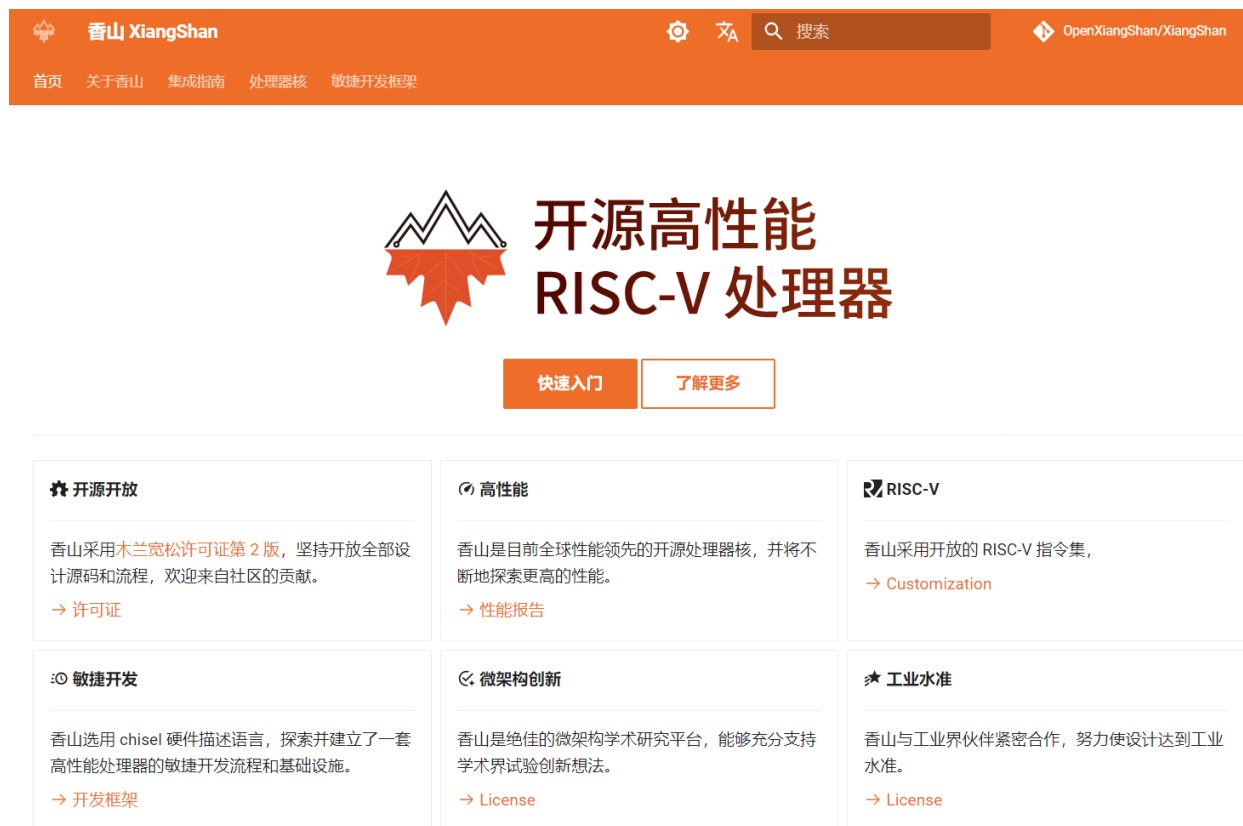 香山 XiangShan
搜索
OpenXiangShan/XiangShan
首页 关于香山 集成指南 处理器核 敏捷开发框架
开源高性能
RISC-V 处理器
快速入门 了解更多
开源开放
香山采用木兰宽松许可证第 2 版，坚持开放全部设
计源码和流程，欢迎来自社区的贡献。
→ 许可证
高性能
香山是目前全球性能领先的开源处理器核，并将不
断地探索更高的性能。
→ 性能报告
RISC-V
香山采用开放的 RISC-V 指令集，
→ Customization
敏捷开发
香山选用 chisel 硬件描述语言，探索并建立了一套
高性能处理器的敏捷开发流程和基础设施。
→ 开发框架
微架构创新
香山是绝佳的微架构学术研究平台，能够充分支持
学术界试验创新想法。
→ License
工业水准
香山与工业界伙伴紧密合作，努力使设计达到工业
水准。
→ License